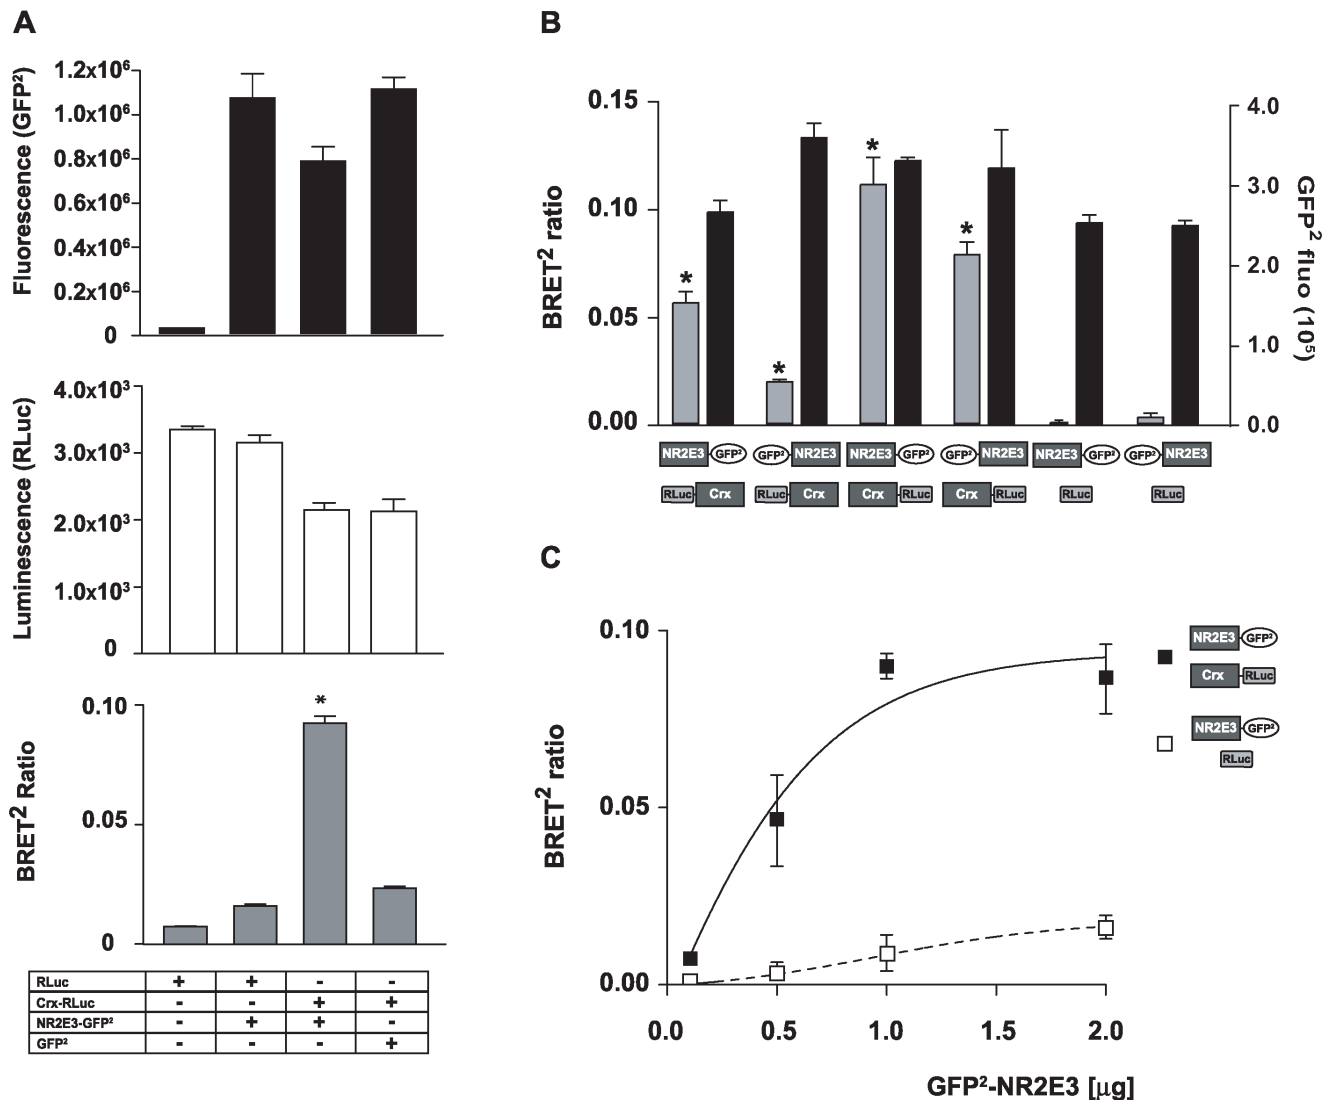 A
Fluorescence (GFP²)
1.2x10⁶
1.0x10⁶
0.8x10⁶
0.6x10⁶
0.4x10⁶
0.2x10⁶
0
Luminescence (RLuc)
4.0x10³
3.0x10³
2.0x10³
1.0x10³
0
BRET² Ratio
0.10
0.05
0
*
RLuc + + - -
Crx-RLuc - - + +
NR2E3-GFP² - + + -
GFP² - - - +
B
BRET² ratio
0.15
0.10
0.05
0.00
* * * *
4.0
3.0
2.0
1.0
0.0
GFP² fluo (10⁵)
NR2E3 GFP² GFP² NR2E3 NR2E3 GFP² GFP² NR2E3 NR2E3 GFP² GFP² NR2E3
RLuc Crx RLuc Crx Crx RLuc Crx RLuc RLuc RLuc
C
BRET² ratio
0.10
0.05
0.00
0.0 0.5 1.0 1.5 2.0
GFP²-NR2E3 [µg]
NR2E3 GFP²
Crx RLuc
NR2E3 GFP²
RLuc